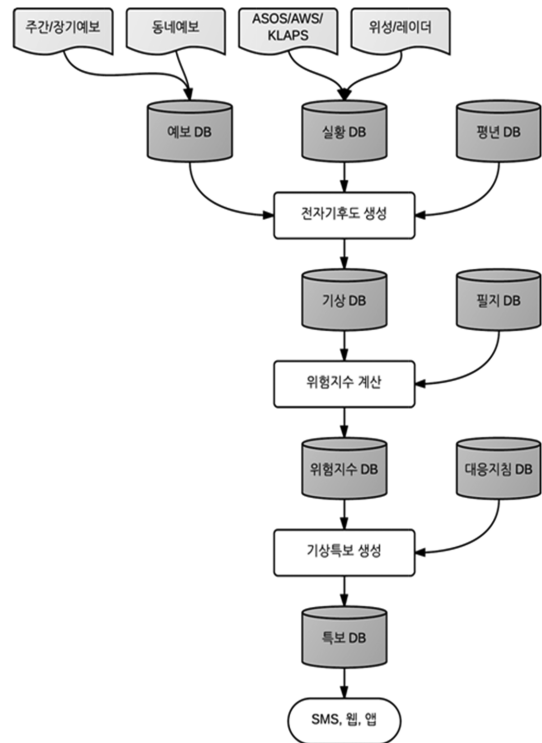 주간/장기예보
동네예보
ASOS/AWS/
KLAPS
위성/레이더
예보 DB
실황 DB
평년 DB
전자기후도 생성
기상 DB
필지 DB
위험지수 계산
위험지수 DB
대응지침 DB
기상특보 생성
특보 DB
SMS, 웹, 앱